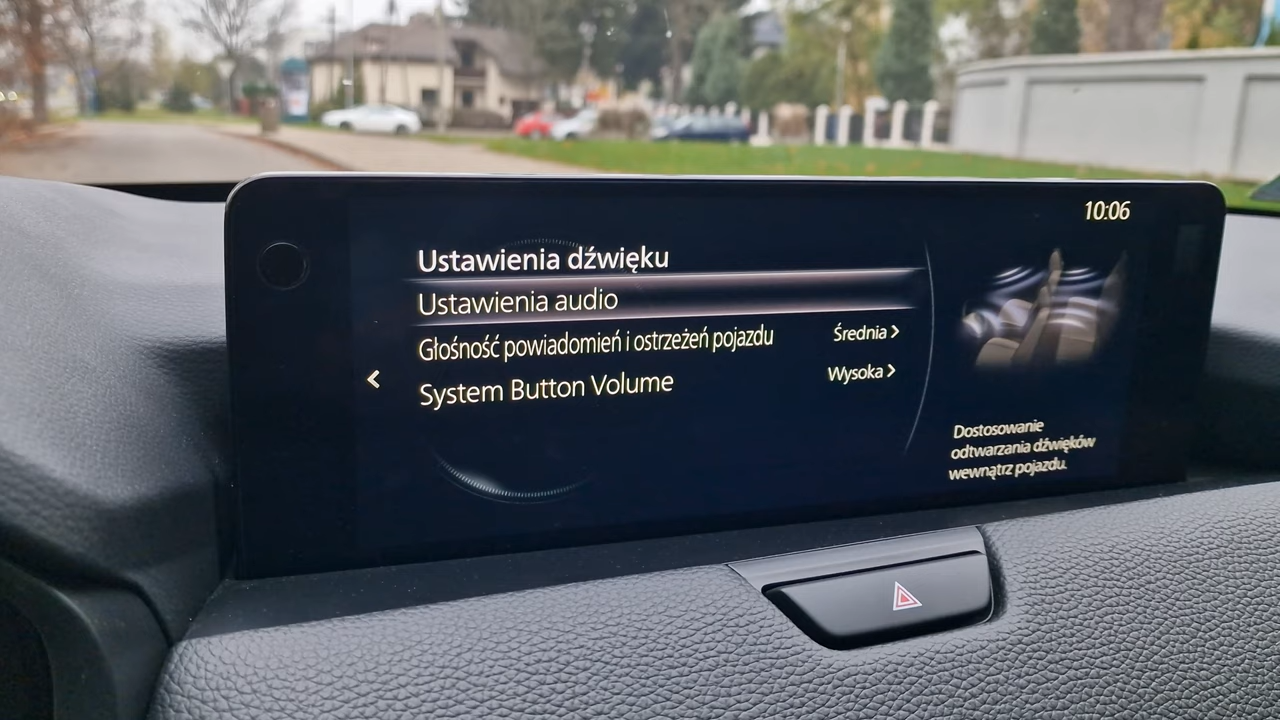 10:06
Ustawienia dźwięku
Ustawienia audio
Głośność powiadomień i ostrzeżeń pojazdu Średnia >
System Button Volume Wysoka >
<
Dostosowanie
odtwarzania dźwięków
wewnątrz pojazdu.